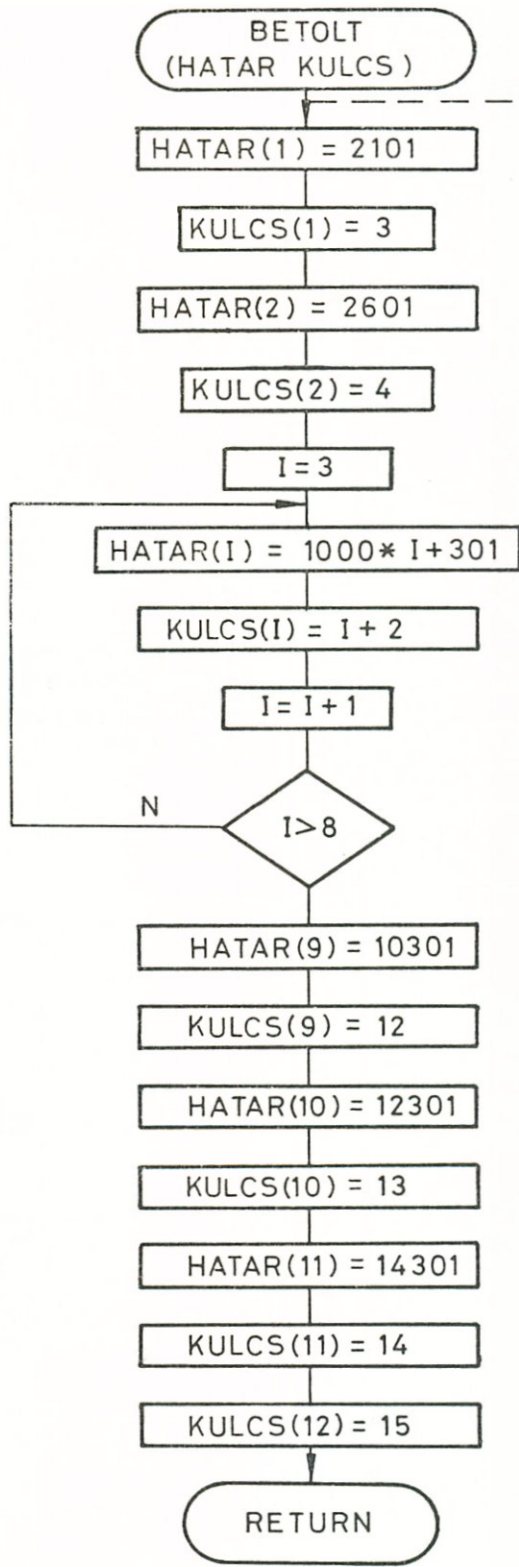 BETOLT
(HATAR KULCS)
HATAR(1) = 2101
KULCS(1) = 3
HATAR(2) = 2601
KULCS(2) = 4
I = 3
HATAR(I) = 1000* I+301
KULCS(I) = I + 2
I = I + 1
I > 8
N
HATAR(9) = 10301
KULCS(9) = 12
HATAR(10) = 12301
KULCS(10) = 13
HATAR(11) = 14301
KULCS(11) = 14
KULCS(12) = 15
RETURN